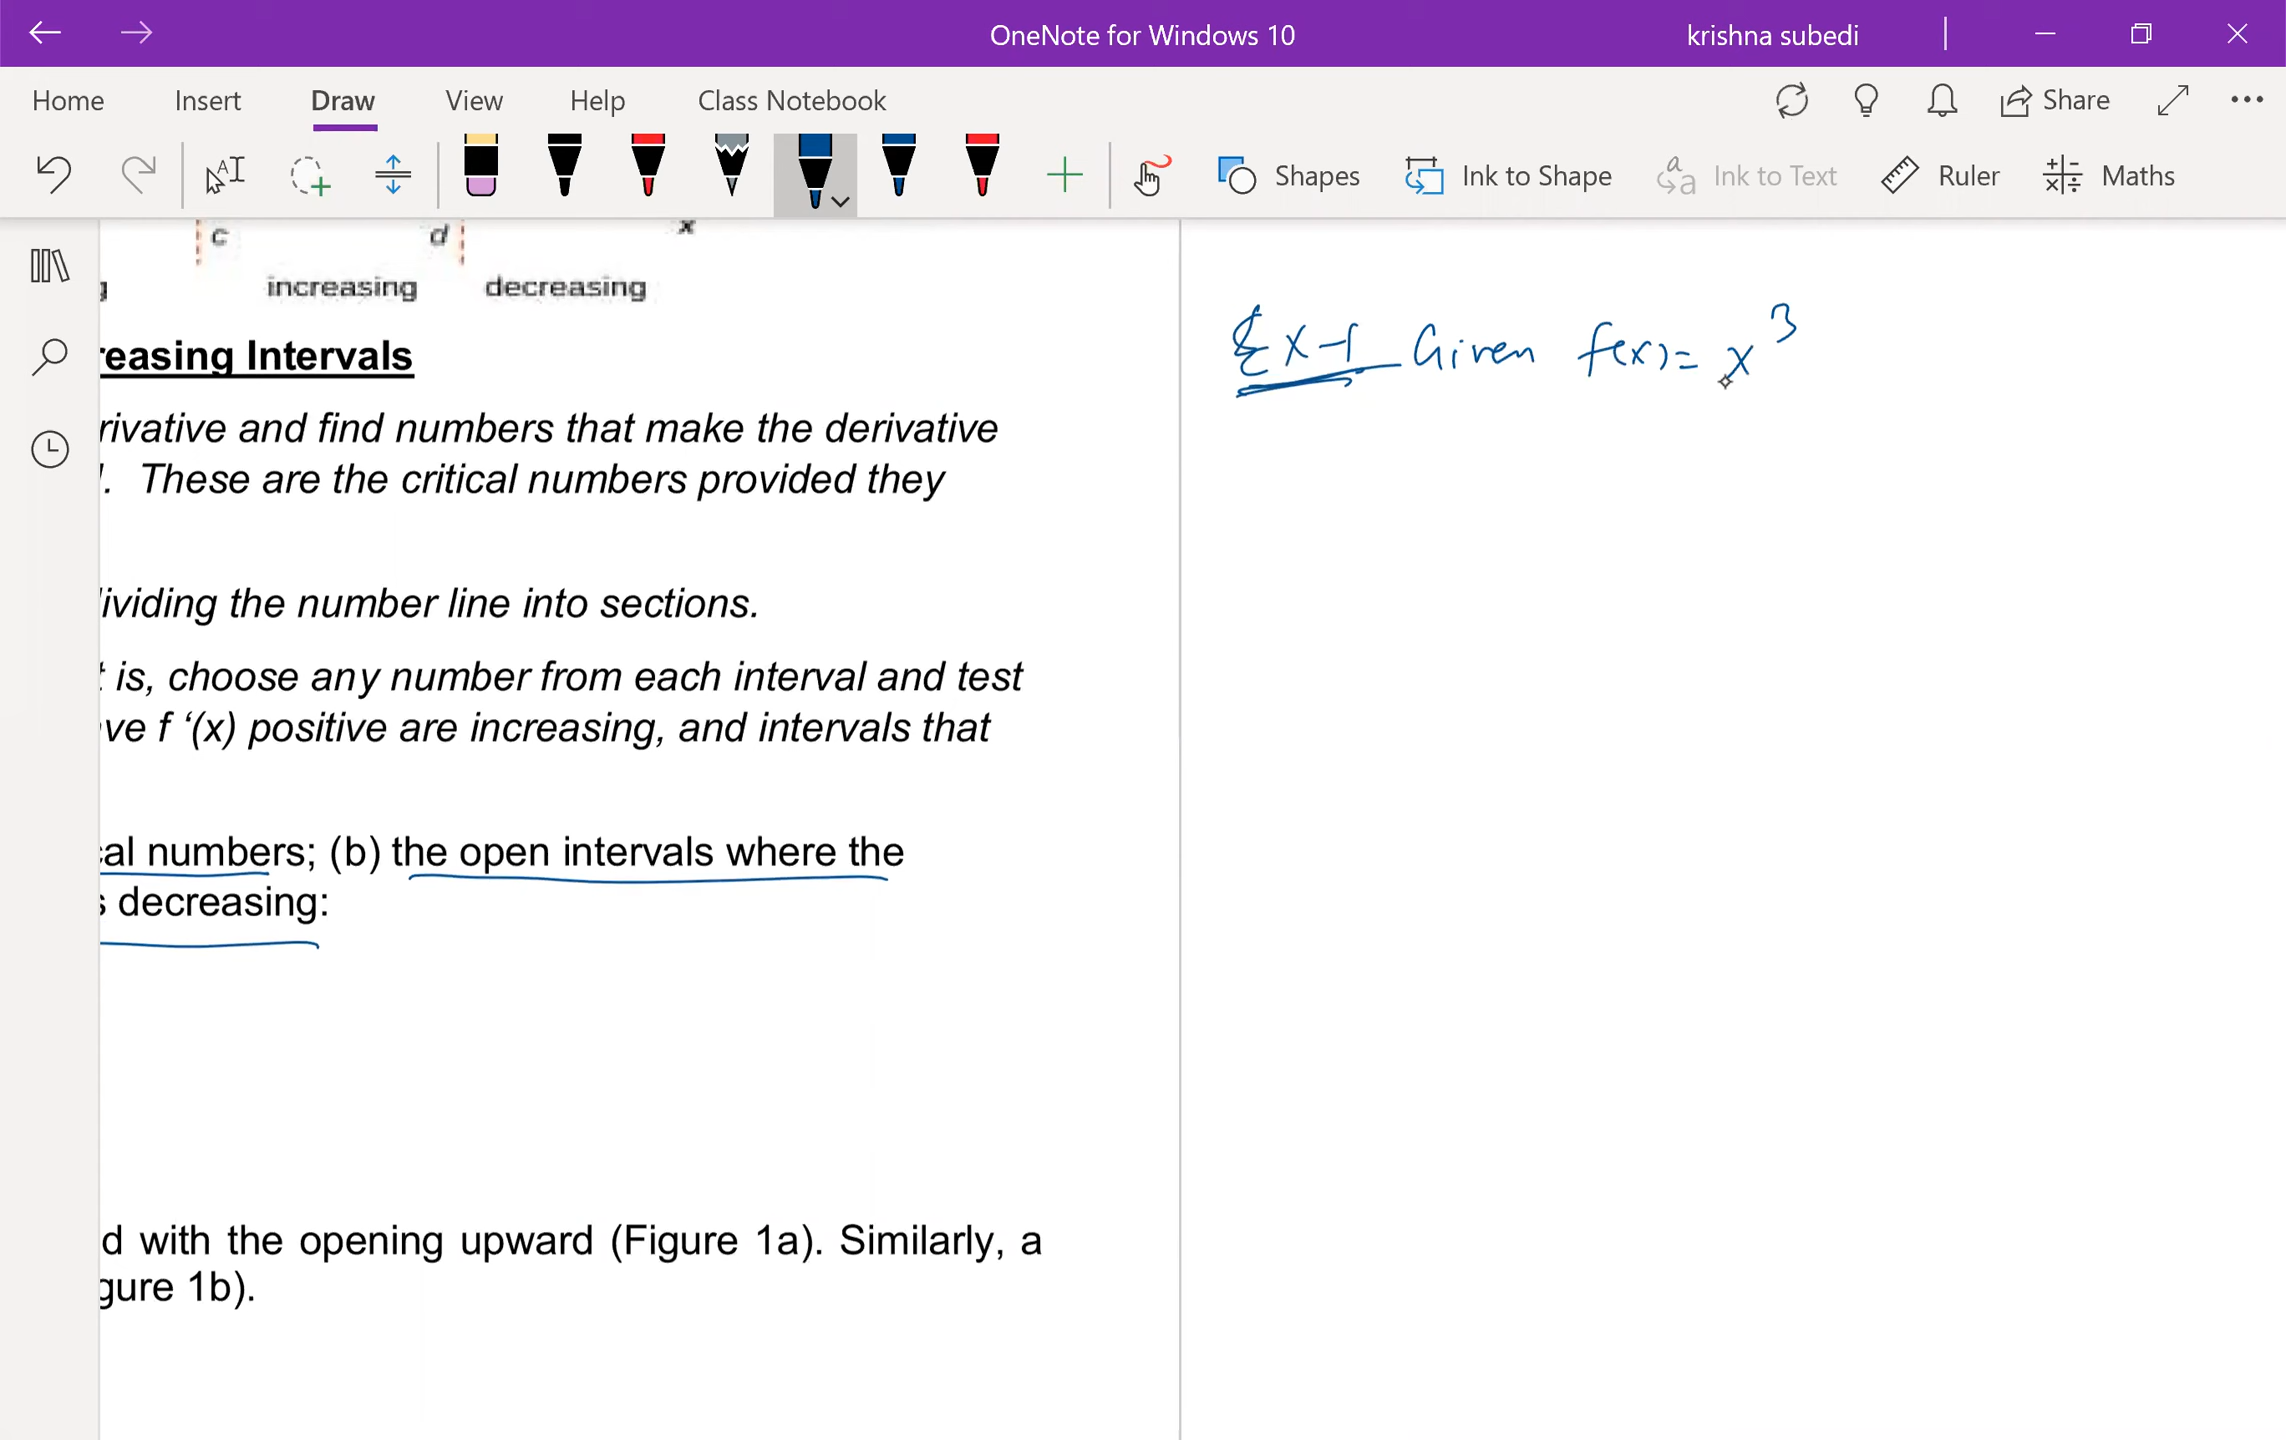 OneNote for Windows 10 krishna subedi
Home Insert Draw View Help Class Notebook Share
Shapes Ink to Shape Ink to Text Ruler Maths
c d x
increasing decreasing
reasing Intervals
rivative and find numbers that make the derivative
. These are the critical numbers provided they
ividing the number line into sections.
t is, choose any number from each interval and test
ve f ‘(x) positive are increasing, and intervals that
al numbers; (b) the open intervals where the
s decreasing:
d with the opening upward (Figure 1a). Similarly, a
gure 1b).
Ex-1 Given f(x)= x³